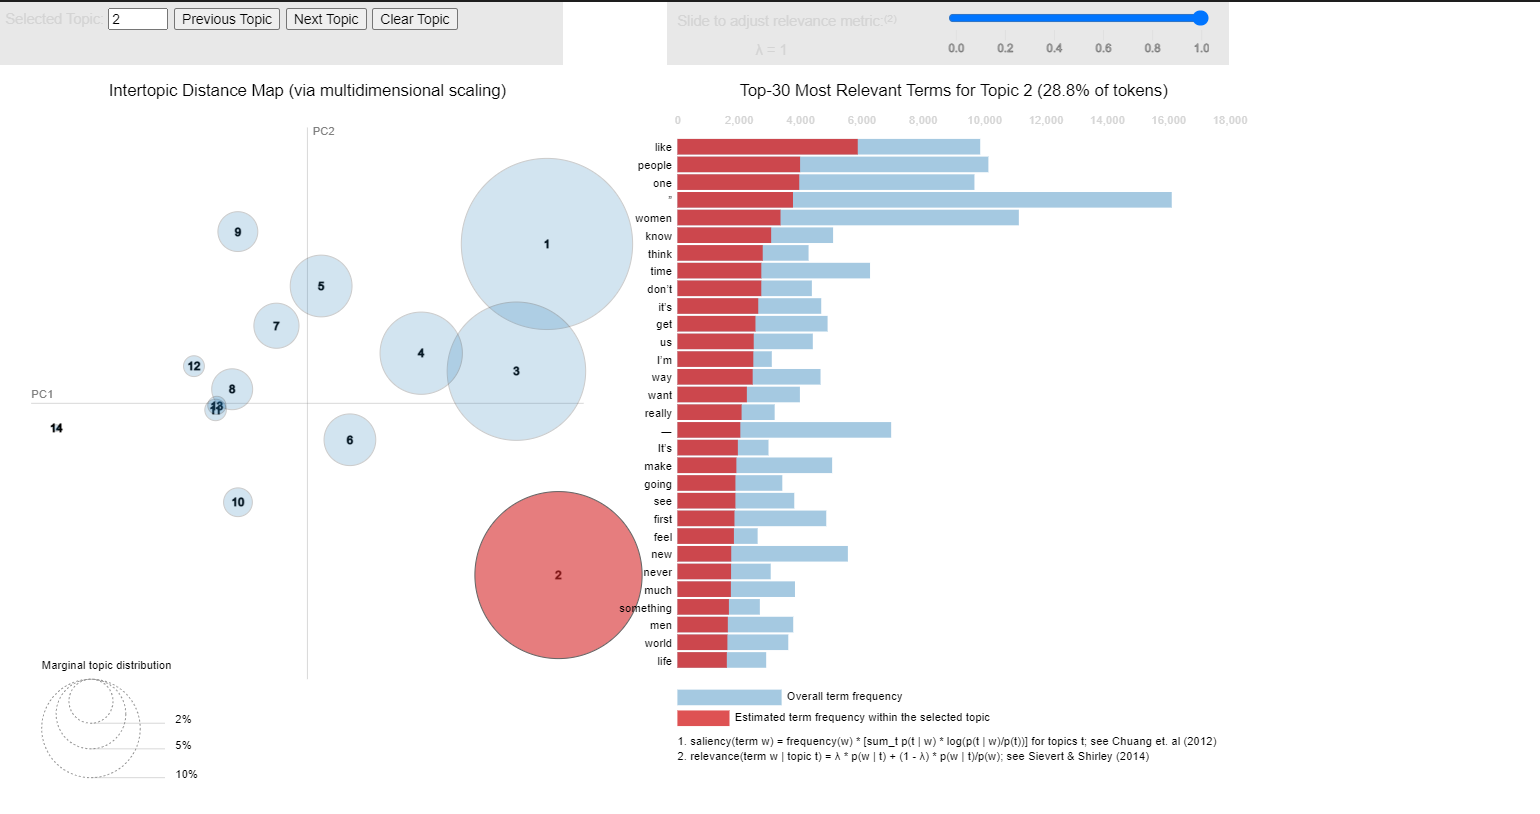 Selected Topic: 2 Previous Topic Next Topic Clear Topic
Slide to adjust relevance metric:(2)
λ = 1
0.0 0.2 0.4 0.6 0.8 1.0
Intertopic Distance Map (via multidimensional scaling)
PC2
PC1
1
2
3
4
5
6
7
8
9
10
11
12
13
14
Marginal topic distribution
2%
5%
10%
Top-30 Most Relevant Terms for Topic 2 (28.8% of tokens)
0 2,000 4,000 6,000 8,000 10,000 12,000 14,000 16,000 18,000
like
people
one
"
women
know
think
time
don't
it's
get
us
I'm
way
want
really
—
It's
make
going
see
first
feel
new
never
much
something
men
world
life
Overall term frequency
Estimated term frequency within the selected topic
1. saliency(term w) = frequency(w) * [sum_t p(t | w) * log(p(t | w)/p(t))] for topics t; see Chuang et. al (2012)
2. relevance(term w | topic t) = λ * p(w | t) + (1 - λ) * p(w | t)/p(w); see Sievert & Shirley (2014)